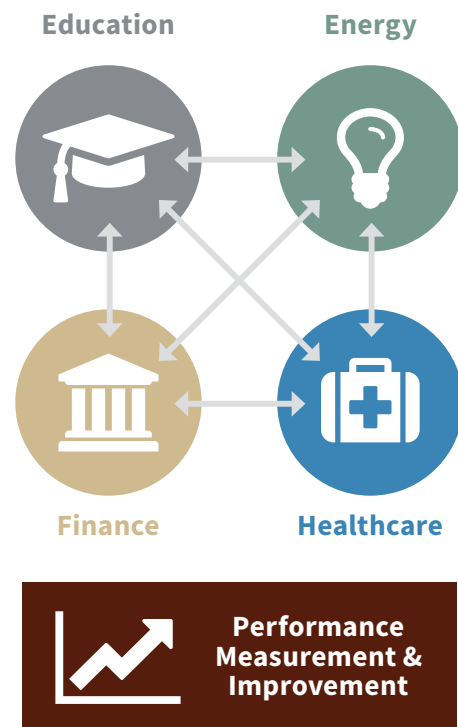 Education
Energy
Finance
Healthcare
Performance
Measurement &
Improvement